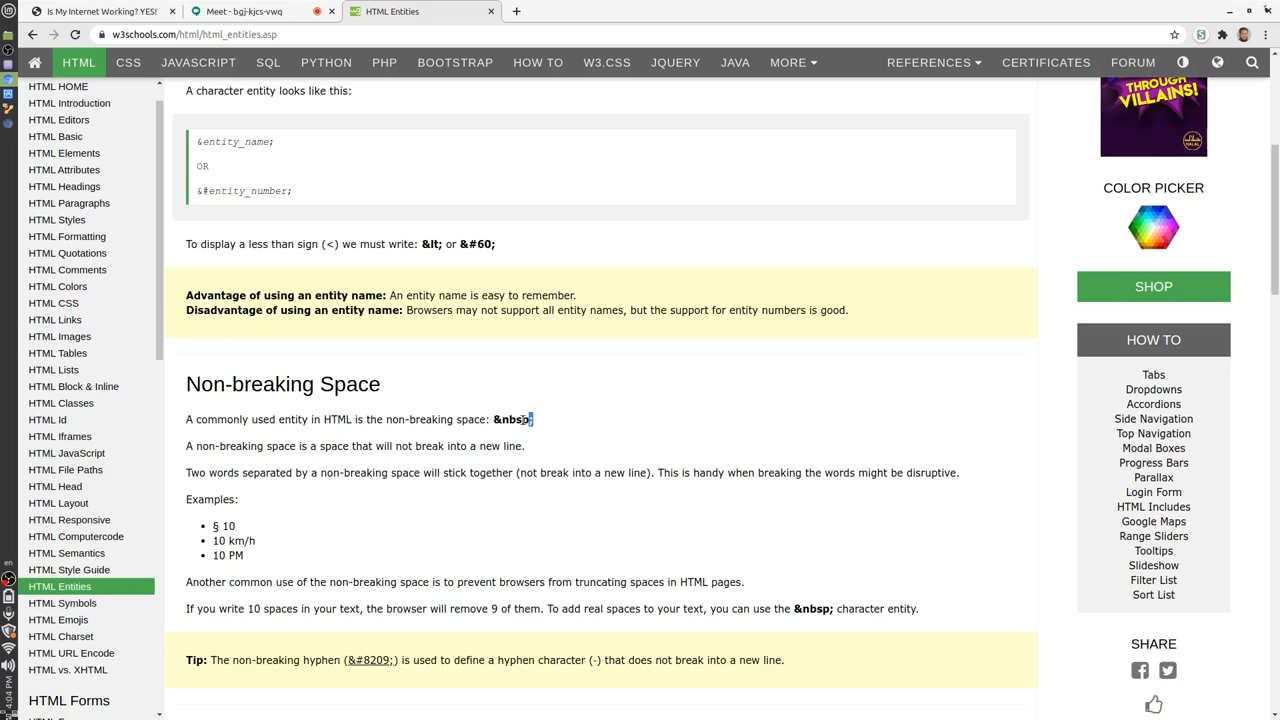 Is My Internet Working? YES!
Meet - bgj-kjcs-vwq
HTML Entities
w3schools.com/html/html_entities.asp
HTML CSS JAVASCRIPT SQL PYTHON PHP BOOTSTRAP HOW TO W3.CSS JQUERY JAVA MORE REFERENCES CERTIFICATES FORUM
HTML HOME
HTML Introduction
HTML Editors
HTML Basic
HTML Elements
HTML Attributes
HTML Headings
HTML Paragraphs
HTML Styles
HTML Formatting
HTML Quotations
HTML Comments
HTML Colors
HTML CSS
HTML Links
HTML Images
HTML Tables
HTML Lists
HTML Block & Inline
HTML Classes
HTML Id
HTML Iframes
HTML JavaScript
HTML File Paths
HTML Head
HTML Layout
HTML Responsive
HTML Computercode
HTML Semantics
HTML Style Guide
HTML Entities
HTML Symbols
HTML Emojis
HTML Charset
HTML URL Encode
HTML vs. XHTML
HTML Forms
A character entity looks like this:
&entity_name;
OR
&#entity_number;
To display a less than sign (<) we must write: &lt; or &#60;
Advantage of using an entity name: An entity name is easy to remember.
Disadvantage of using an entity name: Browsers may not support all entity names, but the support for entity numbers is good.
Non-breaking Space
A commonly used entity in HTML is the non-breaking space: &nbsp;
A non-breaking space is a space that will not break into a new line.
Two words separated by a non-breaking space will stick together (not break into a new line). This is handy when breaking the words might be disruptive.
Examples:
• § 10
• 10 km/h
• 10 PM
Another common use of the non-breaking space is to prevent browsers from truncating spaces in HTML pages.
If you write 10 spaces in your text, the browser will remove 9 of them. To add real spaces to your text, you can use the &nbsp; character entity.
Tip: The non-breaking hyphen (&#8209;) is used to define a hyphen character (‑) that does not break into a new line.
THROUGH
VILLAINS!
HALAL
COLOR PICKER
SHOP
HOW TO
Tabs
Dropdowns
Accordions
Side Navigation
Top Navigation
Modal Boxes
Progress Bars
Parallax
Login Form
HTML Includes
Google Maps
Range Sliders
Tooltips
Slideshow
Filter List
Sort List
SHARE
en
4:04 PM